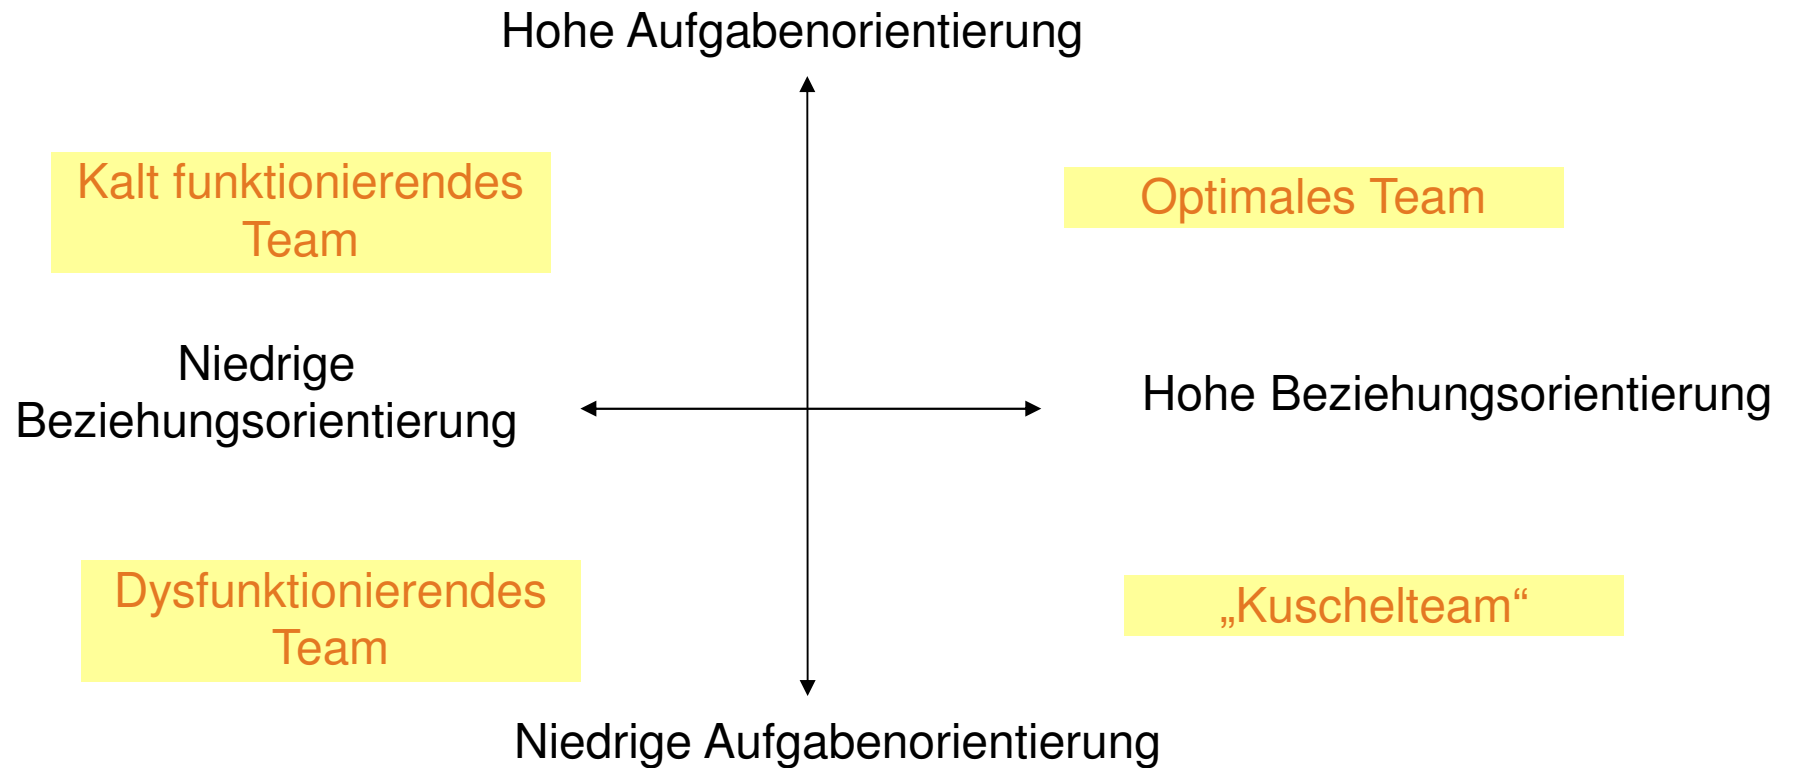 Hohe Aufgabenorientierung
Kalt funktionierendes
Team
Optimales Team
Niedrige
Beziehungsorientierung
Hohe Beziehungsorientierung
Dysfunktionierendes
Team
„Kuschelteam“
Niedrige Aufgabenorientierung